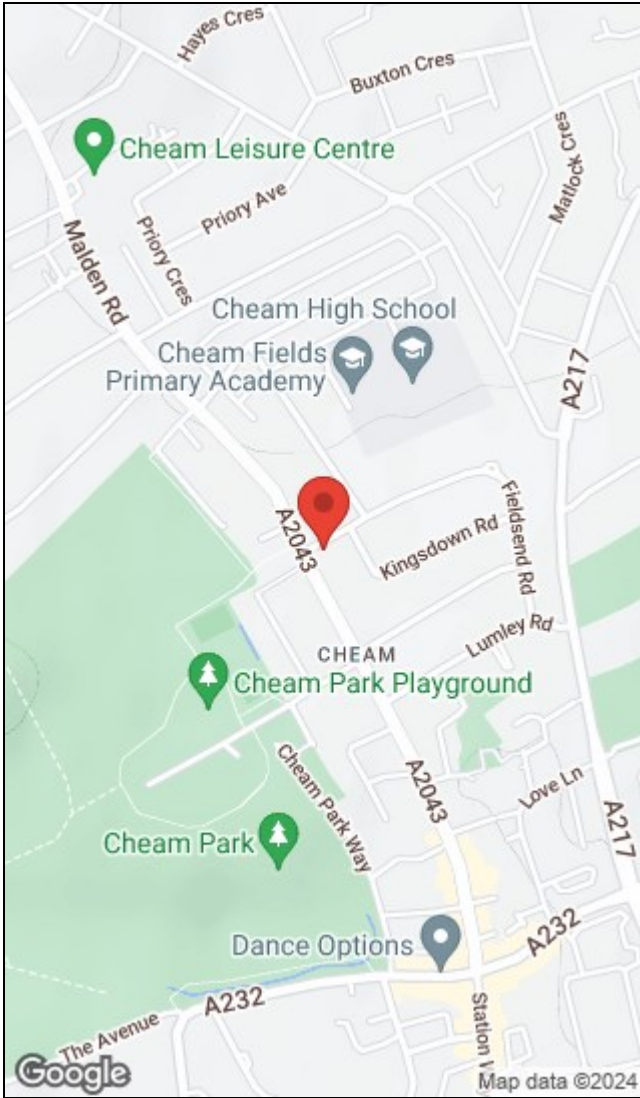 Hayes Cres
Buxton Cres
Cheam Leisure Centre
Matlock Cres
Priory Ave
Priory Cres
Malden Rd
Cheam High School
Cheam Fields
Primary Academy
A217
A2043
Fieldsend Rd
Kingsdown Rd
Lumley Rd
CHEAM
Cheam Park Playground
Cheam Park Way
A2043
Love Ln
A217
Cheam Park
Dance Options
A232
A232
The Avenue
Station W
Google
Map data ©2024